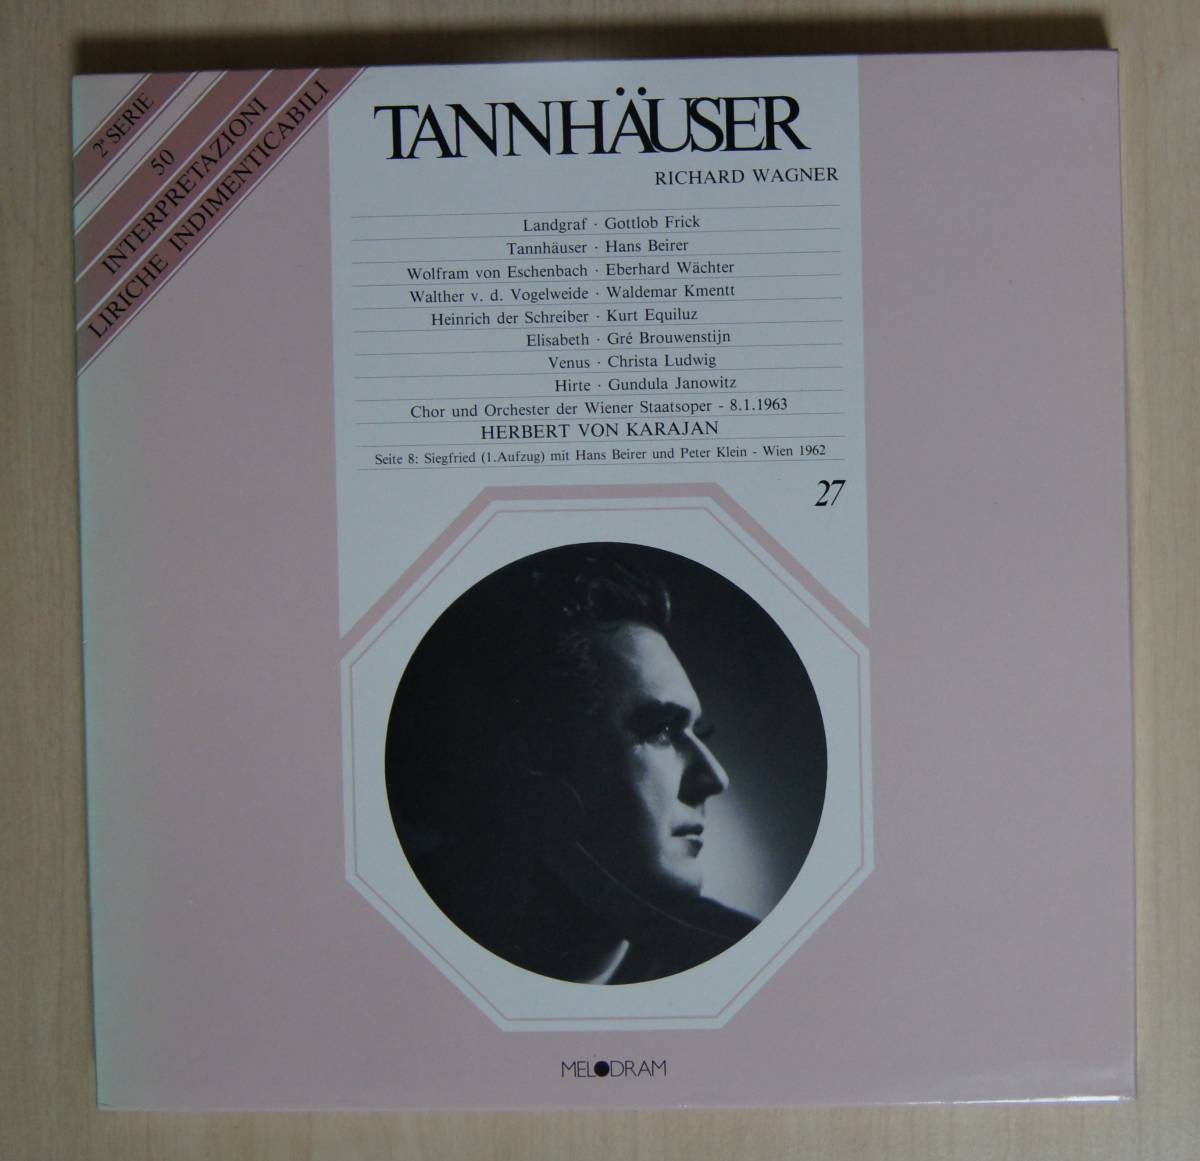 2ª SERIE
50
INTERPRETAZIONI
LIRICHE INDIMENTICABILI
TANNHÄUSER
RICHARD WAGNER
Landgraf · Gottlob Frick
Tannhäuser · Hans Beirer
Wolfram von Eschenbach · Eberhard Wächter
Walther v. d. Vogelweide · Waldemar Kmentt
Heinrich der Schreiber · Kurt Equiluz
Elisabeth · Gré Brouwenstijn
Venus · Christa Ludwig
Hirte · Gundula Janowitz
Chor und Orchester der Wiener Staatsoper - 8.1.1963
HERBERT VON KARAJAN
Seite 8: Siegfried (1.Aufzug) mit Hans Beirer und Peter Klein - Wien 1962
27
MELODRAM